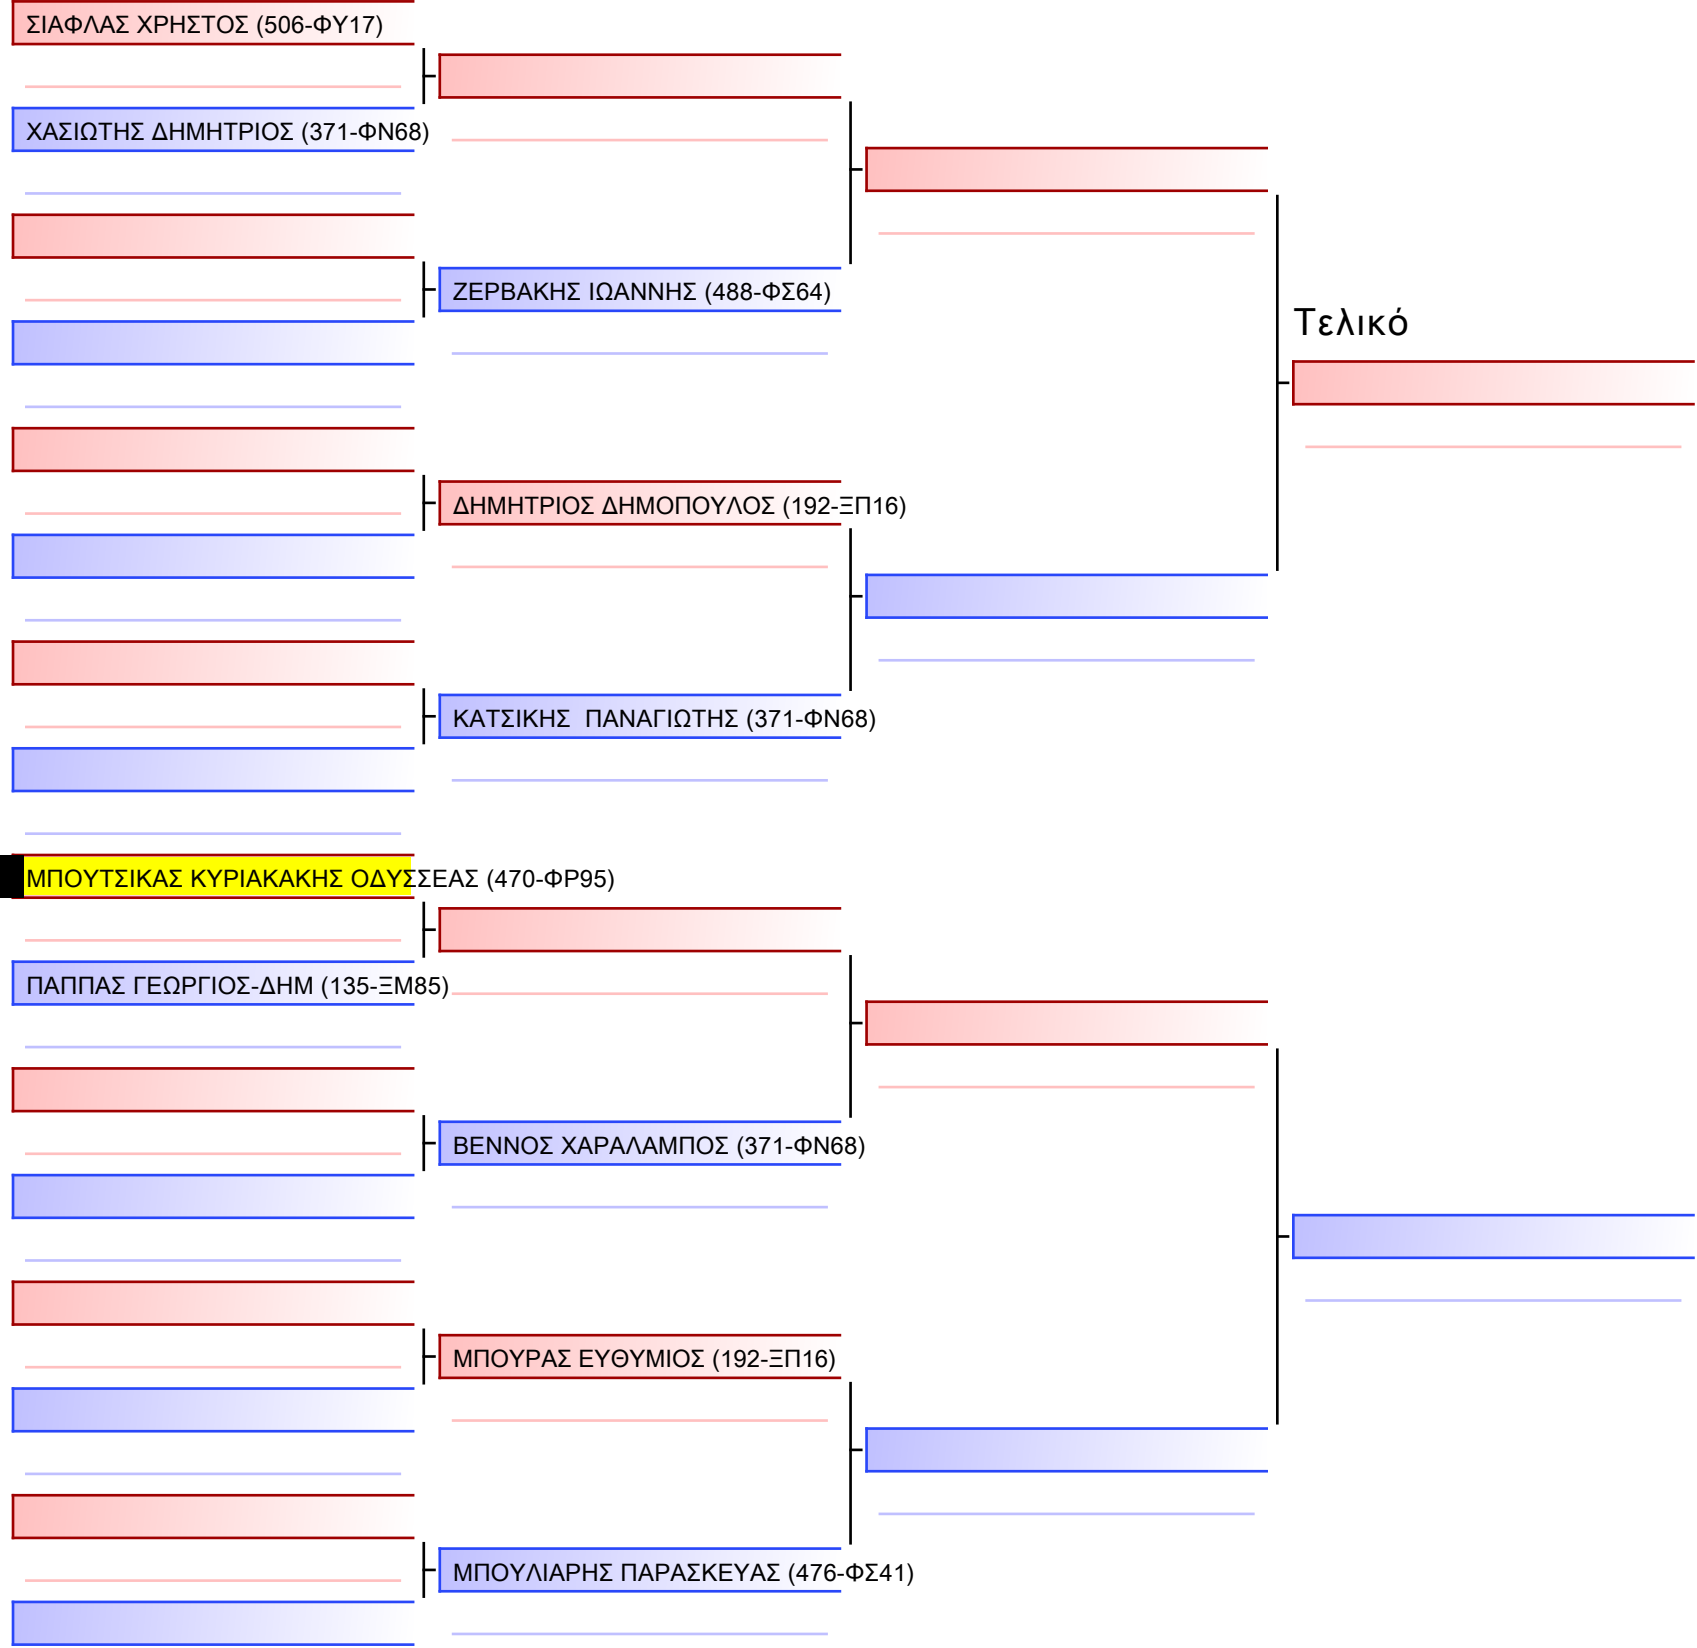 ΣΙΑΦΛΑΣ ΧΡΗΣΤΟΣ (506-ΦΥ17)
ΧΑΣΙΩΤΗΣ ΔΗΜΗΤΡΙΟΣ (371-ΦΝ68)
ΖΕΡΒΑΚΗΣ ΙΩΑΝΝΗΣ (488-ΦΣ64)
Τελικό
ΔΗΜΗΤΡΙΟΣ ΔΗΜΟΠΟΥΛΟΣ (192-ΞΠ16)
ΚΑΤΣΙΚΗΣ  ΠΑΝΑΓΙΩΤΗΣ (371-ΦΝ68)
ΜΠΟΥΤΣΙΚΑΣ ΚΥΡΙΑΚΑΚΗΣ ΟΔΥΣΣΕΑΣ (470-ΦΡ95)
ΠΑΠΠΑΣ ΓΕΩΡΓΙΟΣ-ΔΗΜ (135-ΞΜ85)
ΒΕΝΝΟΣ ΧΑΡΑΛΑΜΠΟΣ (371-ΦΝ68)
ΜΠΟΥΡΑΣ ΕΥΘΥΜΙΟΣ (192-ΞΠ16)
ΜΠΟΥΛΙΑΡΗΣ ΠΑΡΑΣΚΕΥΑΣ (476-ΦΣ41)